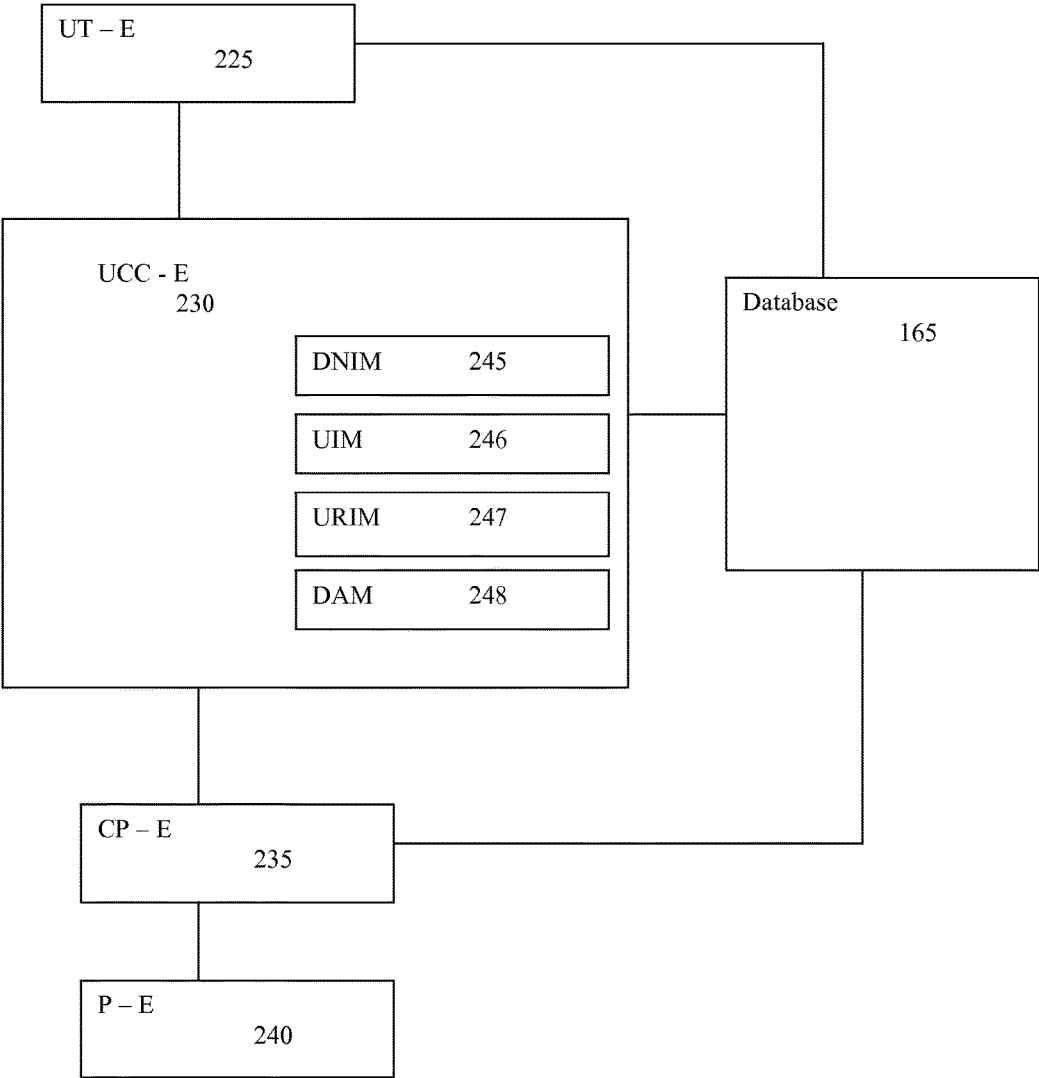 UT – E
225
UCC - E
230
Database
165
DNIM 245
UIM 246
URIM 247
DAM 248
CP – E
235
P – E
240